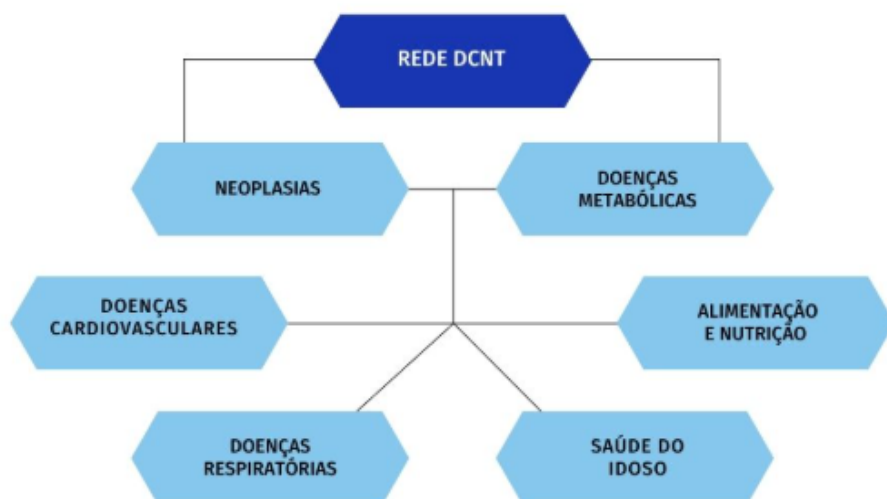 REDE DCNT
NEOPLASIAS
DOENÇAS
METABÓLICAS
DOENÇAS
CARDIOVASCULARES
ALIMENTAÇÃO
E NUTRIÇÃO
DOENÇAS
RESPIRATÓRIAS
SAÚDE DO
IDOSO